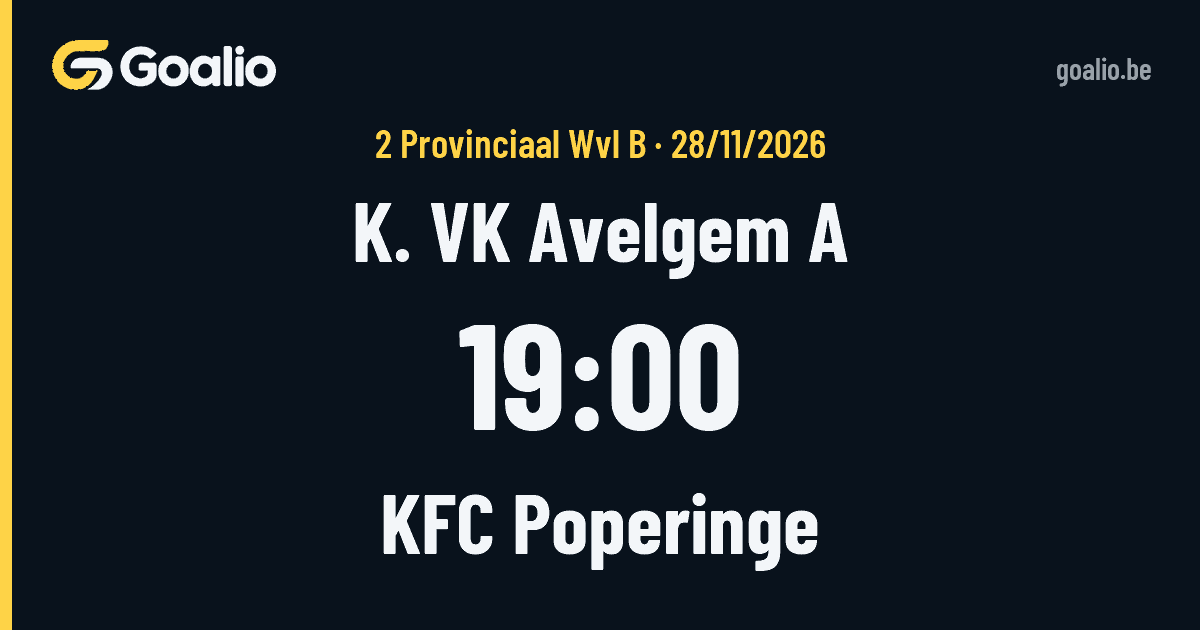 Goalio
goalio.be
2 Provinciaal Wvl B · 28/11/2026
K. VK Avelgem A
19:00
KFC Poperinge